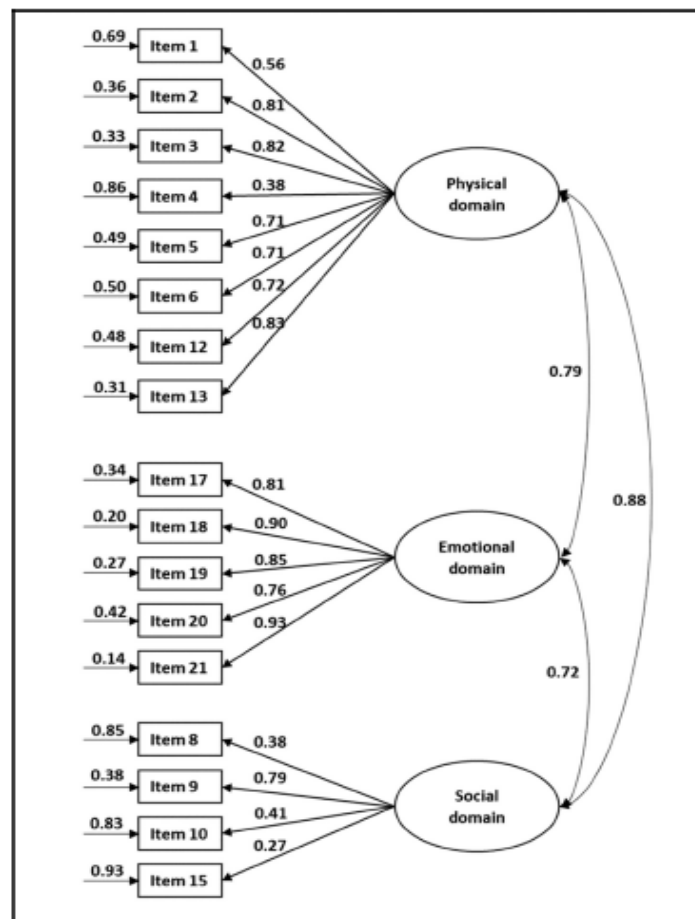 0.69
Item 1
0.56
0.36
Item 2
0.81
0.33
Item 3
0.82
0.86
Item 4
0.38
Physical
domain
0.49
Item 5
0.71
0.50
Item 6
0.71
0.48
Item 12
0.72
0.31
Item 13
0.83
0.79
0.88
0.34
Item 17
0.81
0.20
Item 18
0.90
0.27
Item 19
0.85
Emotional
domain
0.42
Item 20
0.76
0.14
Item 21
0.93
0.72
0.85
Item 8
0.38
0.38
Item 9
0.79
Social
domain
0.83
Item 10
0.41
0.93
Item 15
0.27